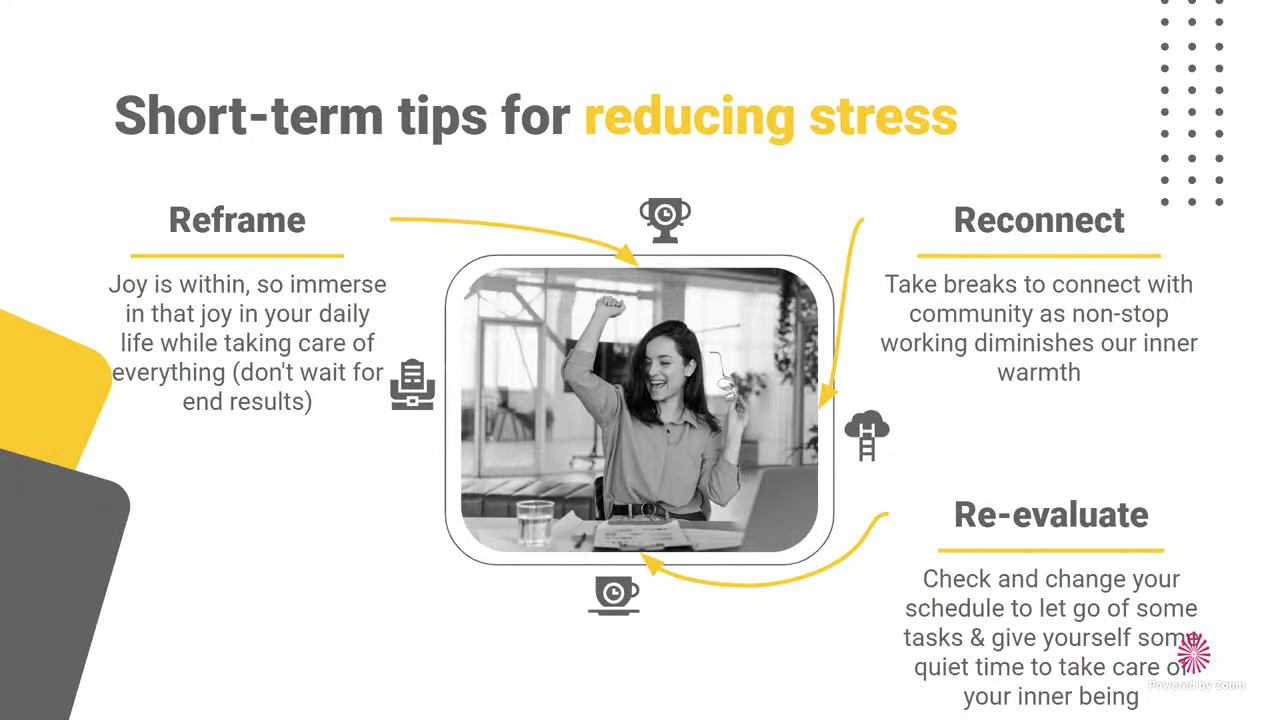 Short-term tips for reducing stress
Reframe
Joy is within, so immerse
in that joy in your daily
life while taking care of
everything (don't wait for
end results)
Reconnect
Take breaks to connect with
community as non-stop
working diminishes our inner
warmth
Re-evaluate
Check and change your
schedule to let go of some
tasks & give yourself some
quiet time to take care of
your inner being
Powered by Zoom